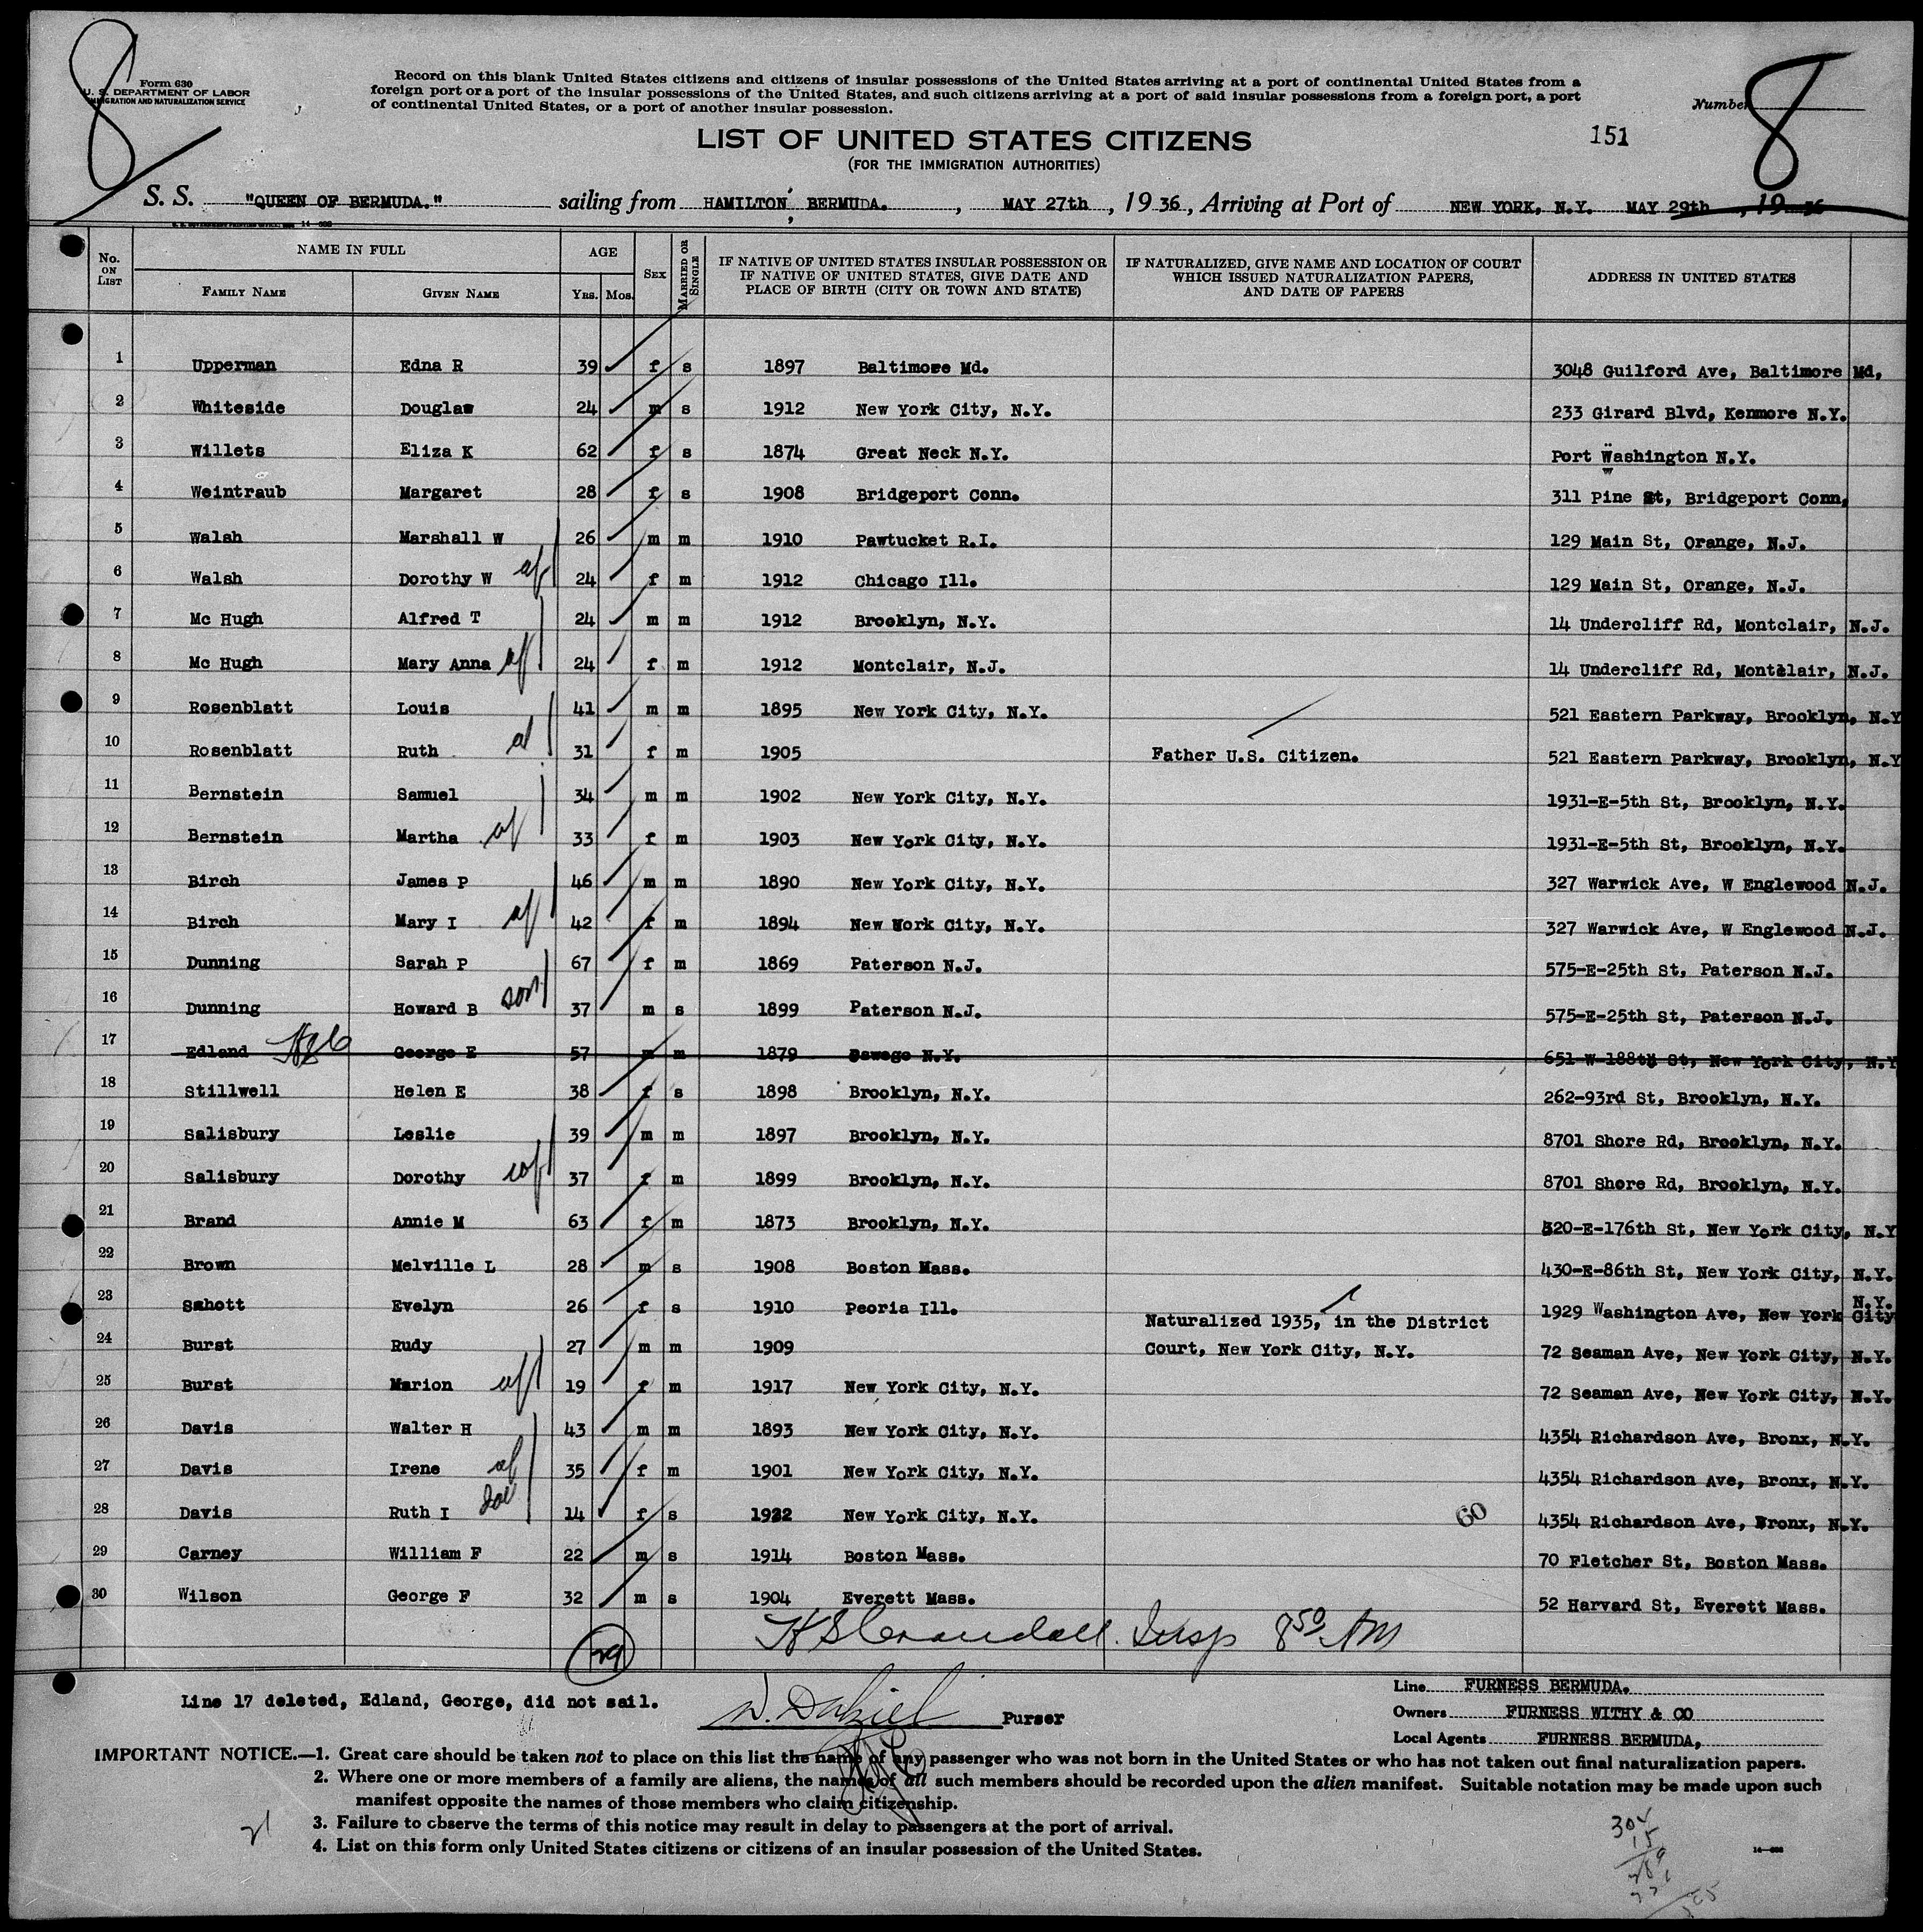 8
8
Form 630
U. S. DEPARTMENT OF LABOR
IMMIGRATION AND NATURALIZATION SERVICE
Record on this blank United States citizens and citizens of insular possessions of the United States arriving at a port of continental United States from a
foreign port or a port of the insular possessions of the United States, and such citizens arriving at a port of said insular possessions from a foreign port, a port
of continental United States, or a port of another insular possession.
Number
151
LIST OF UNITED STATES CITIZENS
(FOR THE IMMIGRATION AUTHORITIES)
S. S. "QUEEN OF BERMUDA." sailing from HAMILTON, BERMUDA. , MAY 27th , 19 36 , Arriving at Port of NEW YORK, N.Y. MAY 29th , 19 36
No. ON LIST
NAME IN FULL
FAMILY NAME GIVEN NAME
AGE
YRS. MOS.
SEX
MARRIED OR SINGLE
IF NATIVE OF UNITED STATES INSULAR POSSESSION OR
IF NATIVE OF UNITED STATES, GIVE DATE AND
PLACE OF BIRTH (CITY OR TOWN AND STATE)
IF NATURALIZED, GIVE NAME AND LOCATION OF COURT
WHICH ISSUED NATURALIZATION PAPERS,
AND DATE OF PAPERS
ADDRESS IN UNITED STATES
1 Upperman Edna R 39 f s 1897 Baltimore Md. 3048 Guilford Ave, Baltimore Md,
2 Whiteside Douglas 24 m s 1912 New York City, N.Y. 233 Girard Blvd, Kenmore N.Y.
3 Willets Eliza K 62 f s 1874 Great Neck N.Y. Port Washington N.Y.
4 Weintraub Margaret 28 f s 1908 Bridgeport Conn. 311 Pine St, Bridgeport Conn,
5 Walsh Marshall W 26 m m 1910 Pawtucket R.I. 129 Main St, Orange, N.J.
6 Walsh Dorothy W 24 f m 1912 Chicago Ill. 129 Main St, Orange, N.J.
7 Mc Hugh Alfred T 24 m m 1912 Brooklyn, N.Y. 14 Undercliff Rd, Montclair, N.J.
8 Mc Hugh Mary Anna 24 f m 1912 Montclair, N.J. 14 Undercliff Rd, Montclair, N.J.
9 Rosenblatt Louis 41 m m 1895 New York City, N.Y. 521 Eastern Parkway, Brooklyn, N.Y
10 Rosenblatt Ruth 31 f m 1905 Father U.S. Citizen. 521 Eastern Parkway, Brooklyn, N.Y
11 Bernstein Samuel 34 m m 1902 New York City, N.Y. 1931-E-5th St, Brooklyn, N.Y.
12 Bernstein Martha 33 f m 1903 New York City, N.Y. 1931-E-5th St, Brooklyn, N.Y.
13 Birch James P 46 m m 1890 New York City, N.Y. 327 Warwick Ave, W Englewood N.J.
14 Birch Mary I 42 f m 1894 New Work City, N.Y. 327 Warwick Ave, W Englewood N.J.
15 Dunning Sarah P 67 f m 1869 Paterson N.J. 575-E-25th St, Paterson N.J.
16 Dunning Howard B son 37 m s 1899 Paterson N.J. 575-E-25th St, Paterson N.J.
17 Edland George E 57 m m 1879 Oswego N.Y. 651-W-188th St, New York City, N.Y
18 Stillwell Helen E 38 f s 1898 Brooklyn, N.Y. 262-93rd St, Brooklyn, N.Y.
19 Salisbury Leslie 39 m m 1897 Brooklyn, N.Y. 8701 Shore Rd, Brooklyn, N.Y.
20 Salisbury Dorothy 37 f m 1899 Brooklyn, N.Y. 8701 Shore Rd, Brooklyn, N.Y.
21 Brand Annie M 63 f m 1873 Brooklyn, N.Y. 320-E-176th St, New York City, N.Y
22 Brown Melville L 28 m s 1908 Boston Mass. 430-E-86th St, New York City, N.Y.
23 Sahott Evelyn 26 f s 1910 Peoria Ill. 1929 Washington Ave, New York City N.Y.
24 Burst Rudy 27 m m 1909 Naturalized 1935, in the District
Court, New York City, N.Y. 72 Seaman Ave, New York City, N.Y.
25 Burst Marion 19 f m 1917 New York City, N.Y. 72 Seaman Ave, New York City, N.Y.
26 Davis Walter H 43 m m 1893 New York City, N.Y. 4354 Richardson Ave, Bronx, N.Y.
27 Davis Irene 35 f m 1901 New York City, N.Y. 4354 Richardson Ave, Bronx, N.Y.
28 Davis Ruth I 14 f s 1922 New York City, N.Y. 60 4354 Richardson Ave, Bronx, N.Y.
29 Carney William F 22 m s 1914 Boston Mass. 70 Fletcher St, Boston Mass.
30 Wilson George F 32 m s 1904 Everett Mass. 52 Harvard St, Everett Mass.
29
H S Crandall. Insp 8 50 AM
Line 17 deleted, Edland, George, did not sail.
Purser
Line FURNESS BERMUDA.
Owners FURNESS WITHY & CO
Local Agents FURNESS BERMUDA,
IMPORTANT NOTICE.—1. Great care should be taken not to place on this list the name of any passenger who was not born in the United States or who has not taken out final naturalization papers.
2. Where one or more members of a family are aliens, the names of all such members should be recorded upon the alien manifest. Suitable notation may be made upon such
manifest opposite the names of those members who claim citizenship.
3. Failure to observe the terms of this notice may result in delay to passengers at the port of arrival.
4. List on this form only United States citizens or citizens of an insular possession of the United States.
304
15